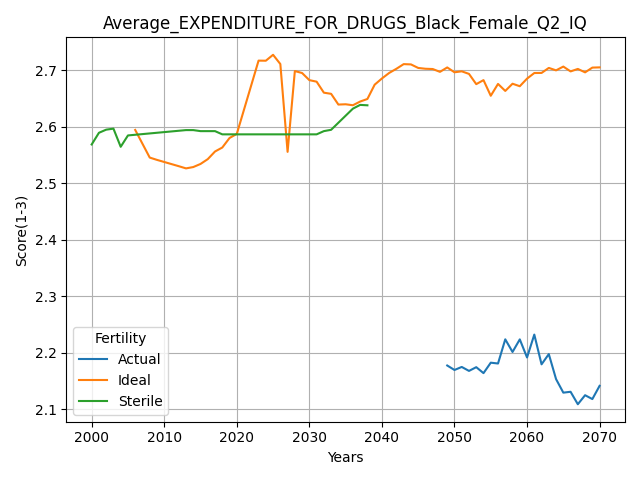 Average_EXPENDITURE_FOR_DRUGS_Black_Female_Q2_IQ
Score(1-3)
2.7
2.6
2.5
2.4
2.3
2.2
2.1
Fertility
Actual
Ideal
Sterile
2000 2010 2020 2030 2040 2050 2060 2070
Years